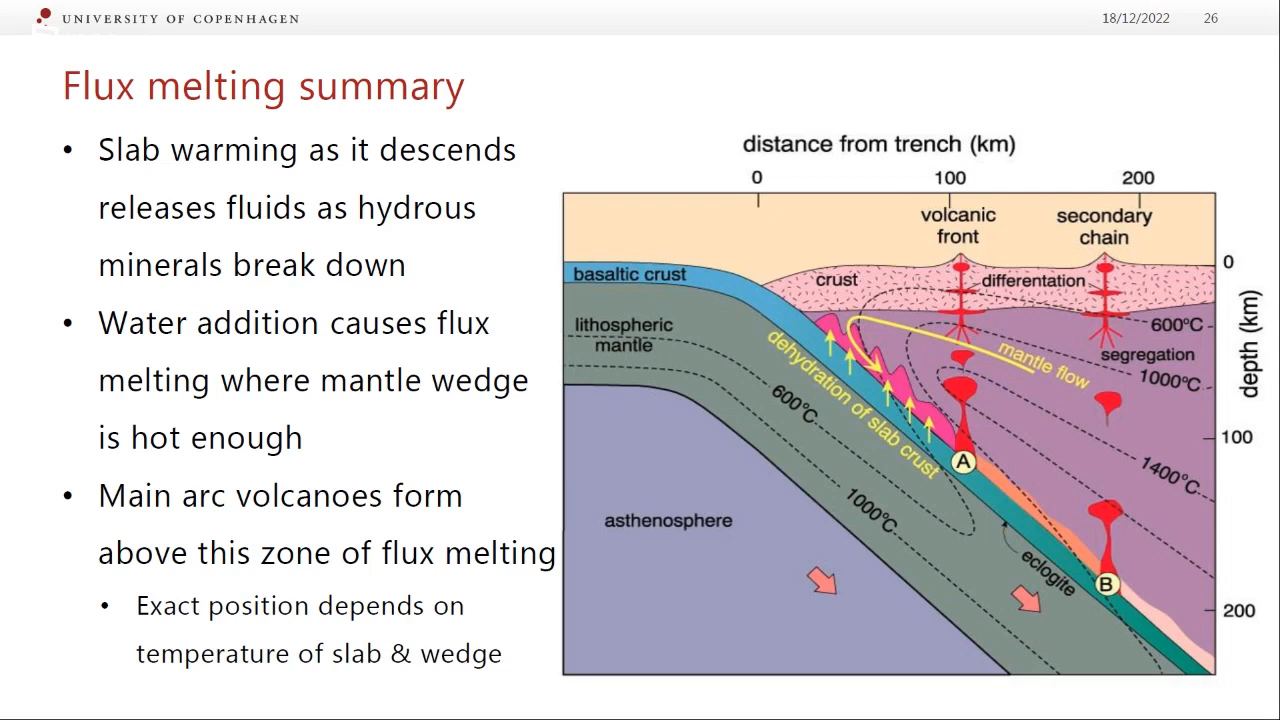 UNIVERSITY OF COPENHAGEN
18/12/2022
26
Flux melting summary
• Slab warming as it descends
releases fluids as hydrous
minerals break down
• Water addition causes flux
melting where mantle wedge
is hot enough
• Main arc volcanoes form
above this zone of flux melting
• Exact position depends on
temperature of slab & wedge
distance from trench (km)
0
100
200
volcanic
front
secondary
chain
0
basaltic crust
crust
differentation
lithospheric
mantle
600°C
segregation
mantle flow
1000°C
depth (km)
dehydration of slab crust
600°C
100
A
1400°C
1000°C
asthenosphere
eclogite
B
200